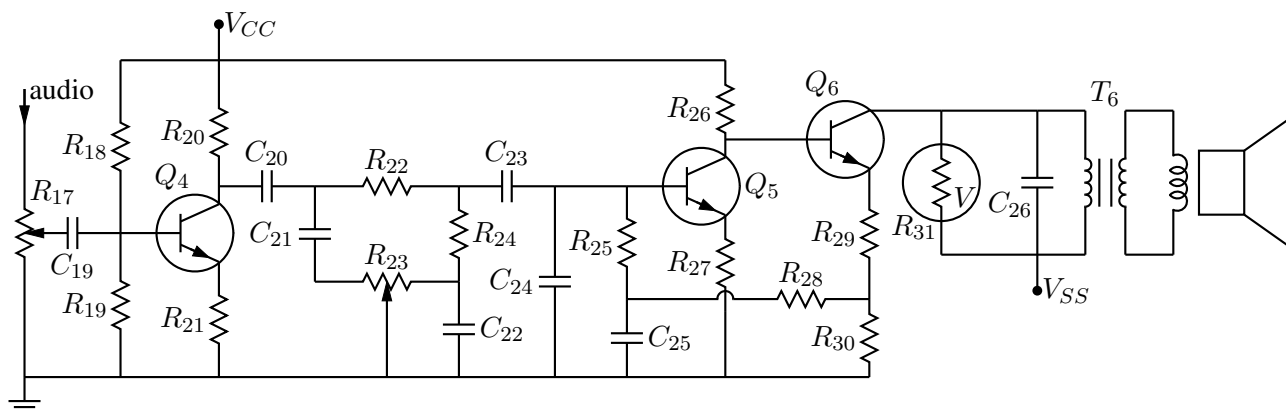 V_CC
audio
R_18
R_20
R_26
Q_6
T_6
C_20
R_22
C_23
R_17
Q_4
Q_5
V
C_19
C_21
R_24
R_25
R_29
R_31
C_26
R_23
R_27
R_28
C_24
R_19
R_21
V_SS
C_22
C_25
R_30